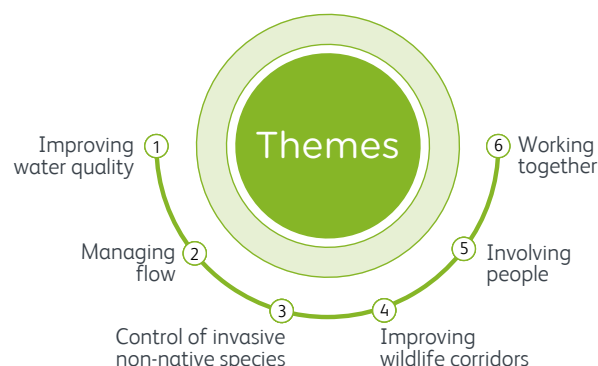 Themes
1
Improving
water quality
2
Managing
flow
3
Control of invasive
non-native species
4
Improving
wildlife corridors
5
Involving
people
6
Working
together